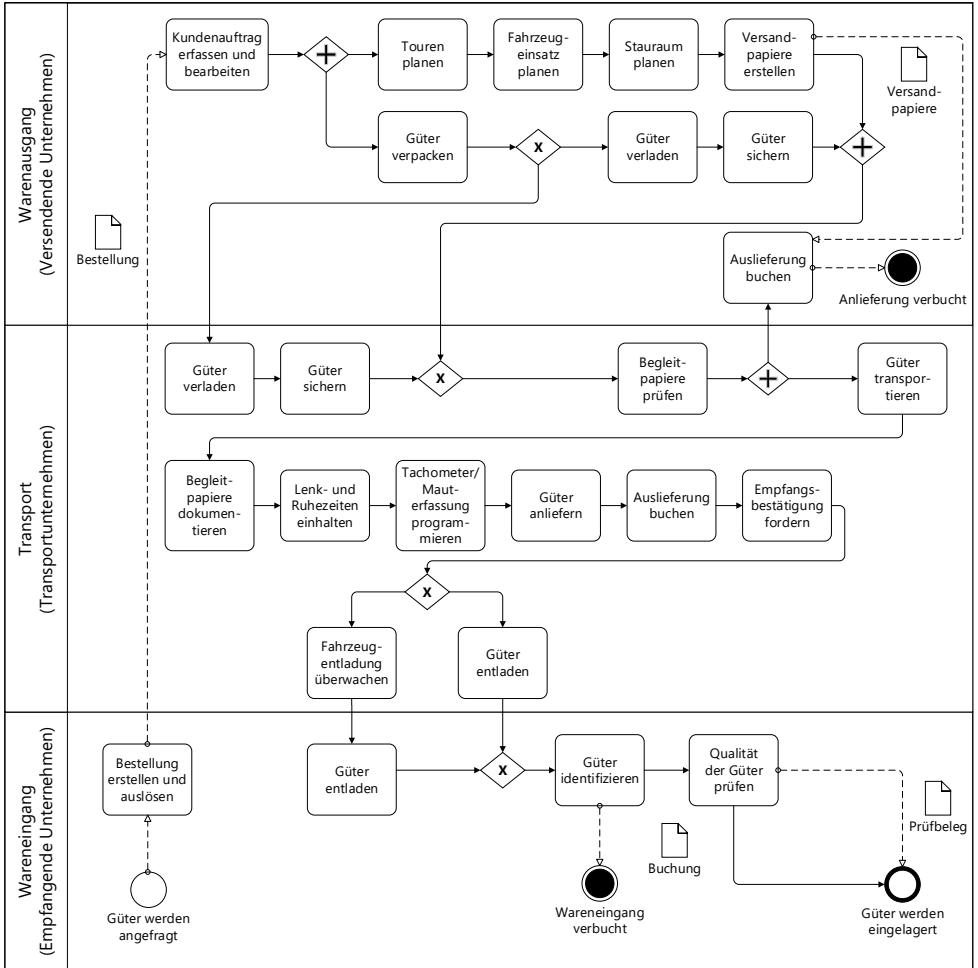 Warenausgang
(Versendende Unternehmen)
Kundenauftrag
erfassen und
bearbeiten
Touren
planen
Fahrzeug-
einsatz
planen
Stauraum
planen
Versand-
papiere
erstellen
Versand-
papiere
Güter
verpacken
X
Güter
verladen
Güter
sichern
Bestellung
Auslieferung
buchen
Anlieferung verbucht
Transport
(Transportunternehmen)
Güter
verladen
Güter
sichern
X
Begleit-
papiere
prüfen
Güter
transpor-
tieren
Begleit-
papiere
dokumen-
tieren
Lenk- und
Ruhezeiten
einhalten
Tachometer/
Maut-
erfassung
program-
mieren
Güter
anliefern
Auslieferung
buchen
Empfangs-
bestätigung
fordern
X
Fahrzeug-
entladung
überwachen
Güter
entladen
Wareneingang
(Empfangende Unternehmen)
Bestellung
erstellen und
auslösen
Güter
entladen
X
Güter
identifizieren
Qualität
der Güter
prüfen
Prüfbeleg
Buchung
Güter werden
angefragt
Wareneingang
verbucht
Güter werden
eingelagert